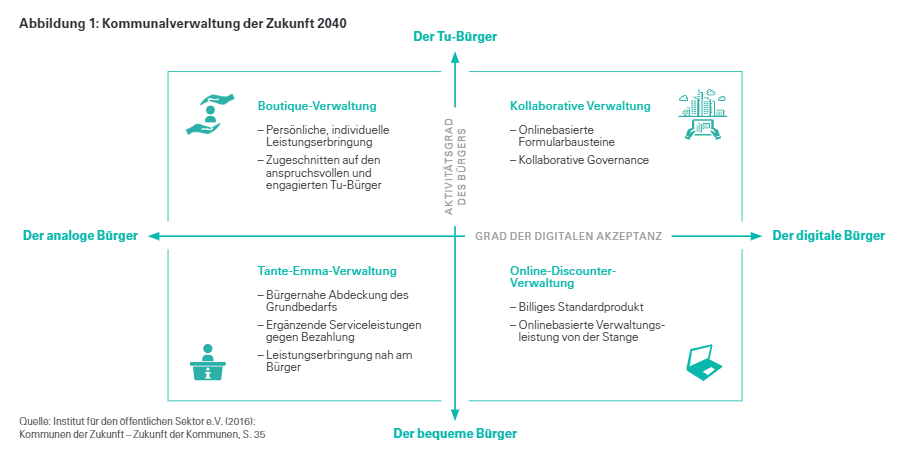 Abbildung 1: Kommunalverwaltung der Zukunft 2040
Der Tu-Bürger
Boutique-Verwaltung
– Persönliche, individuelle
Leistungserbringung
– Zugeschnitten auf den
anspruchsvollen und
engagierten Tu-Bürger
AKTIVITÄTSGRAD
DES BÜRGERS
Kollaborative Verwaltung
– Onlinebasierte
Formularbausteine
– Kollaborative Governance
Der analoge Bürger
GRAD DER DIGITALEN AKZEPTANZ
Der digitale Bürger
Tante-Emma-Verwaltung
– Bürgernahe Abdeckung des
Grundbedarfs
– Ergänzende Serviceleistungen
gegen Bezahlung
– Leistungserbringung nah am
Bürger
Online-Discounter-
Verwaltung
– Billiges Standardprodukt
– Onlinebasierte Verwaltungs-
leistung von der Stange
Der bequeme Bürger
Quelle: Institut für den öffentlichen Sektor e.V. (2016):
Kommunen der Zukunft – Zukunft der Kommunen, S. 35